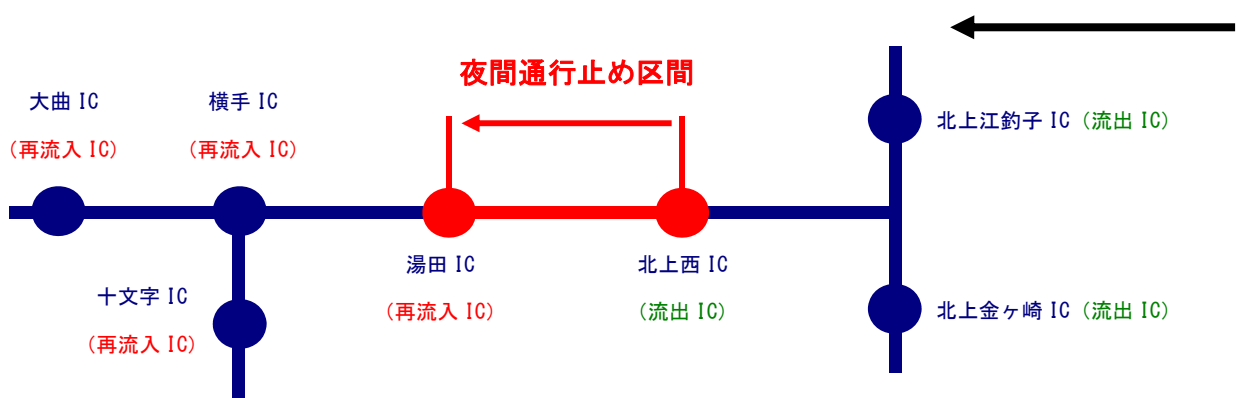 夜間通行止め区間
大曲 IC
(再流入 IC)
横手 IC
(再流入 IC)
北上江釣子 IC (流出 IC)
湯田 IC
(再流入 IC)
北上西 IC
(流出 IC)
十文字 IC
(再流入 IC)
北上金ヶ崎 IC (流出 IC)